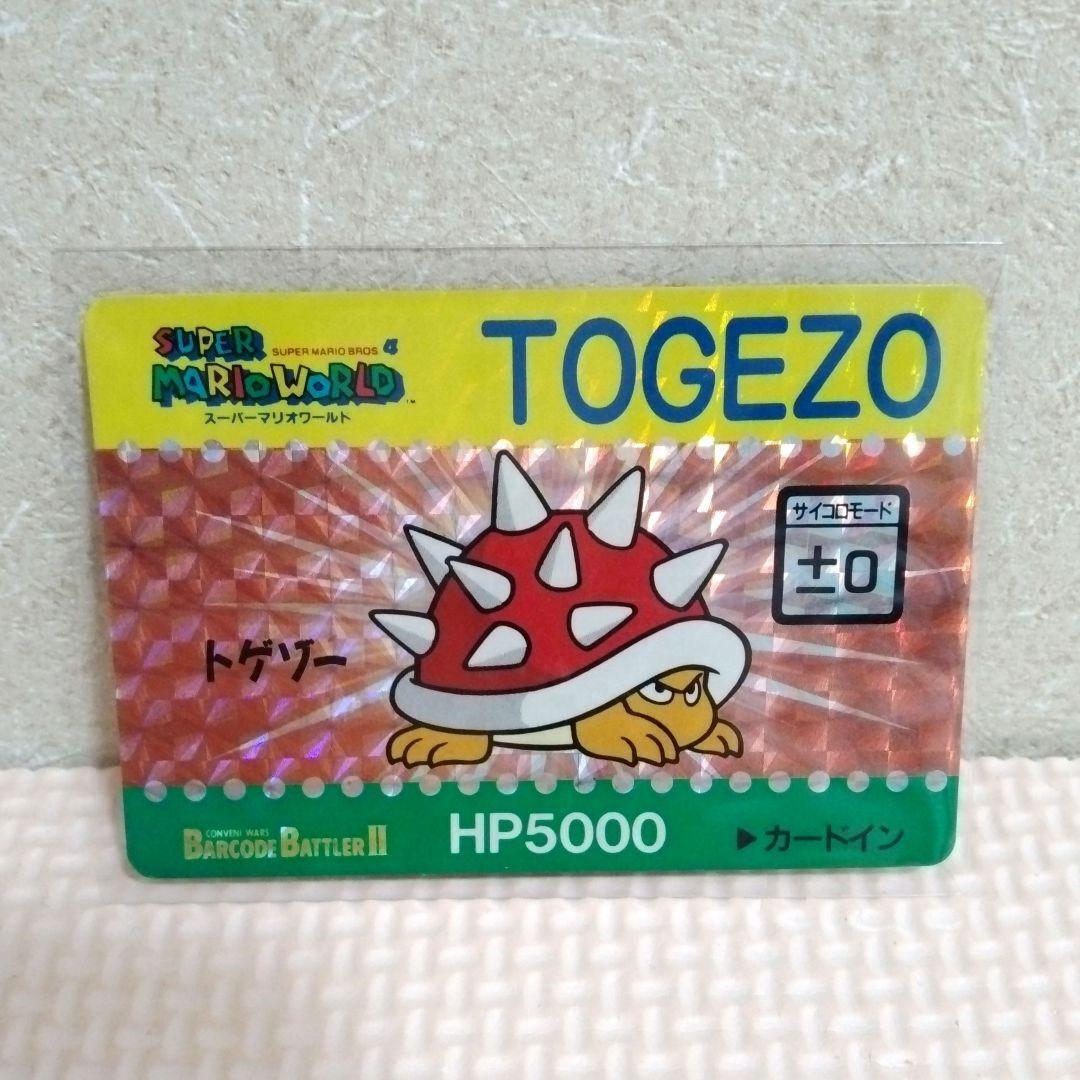 SUPER
SUPER MARIO BROS 4
MARIO WORLD
TM
スーパーマリオワールド
TOGEZO
サイコロモード
±0
トゲゾー
CONVENI WARS
BARCODE BATTLER II
HP5000
▶カードイン